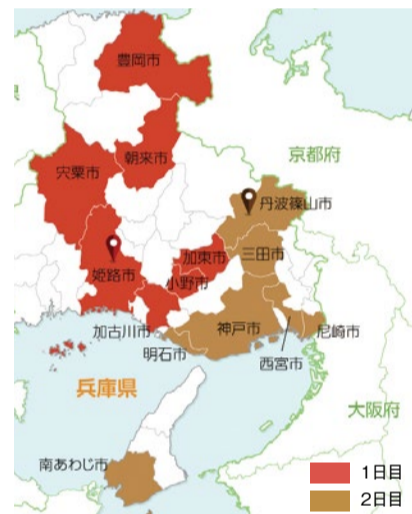 豊岡市
朝来市
宍粟市
京都府
丹波篠山市
加東市
三田市
姫路市
小野市
加古川市
神戸市
尼崎市
明石市
西宮市
兵庫県
大阪府
南あわじ市
1日目
2日目